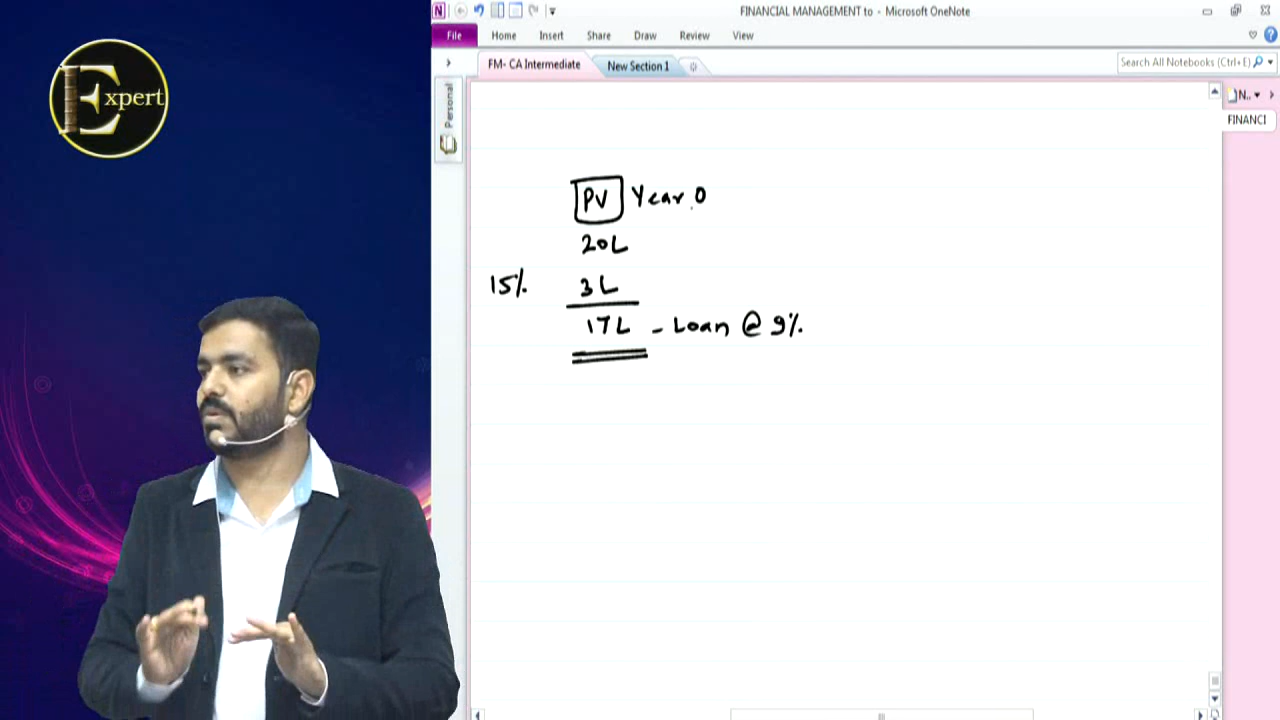 Expert
FINANCIAL MANAGEMENT to - Microsoft OneNote
File Home Insert Share Draw Review View
FM- CA Intermediate New Section 1
Search All Notebooks (Ctrl+E)
Personal
N..
FINANCI
PV Year 0
20L
15% 3L
17L - Loan @ 9%